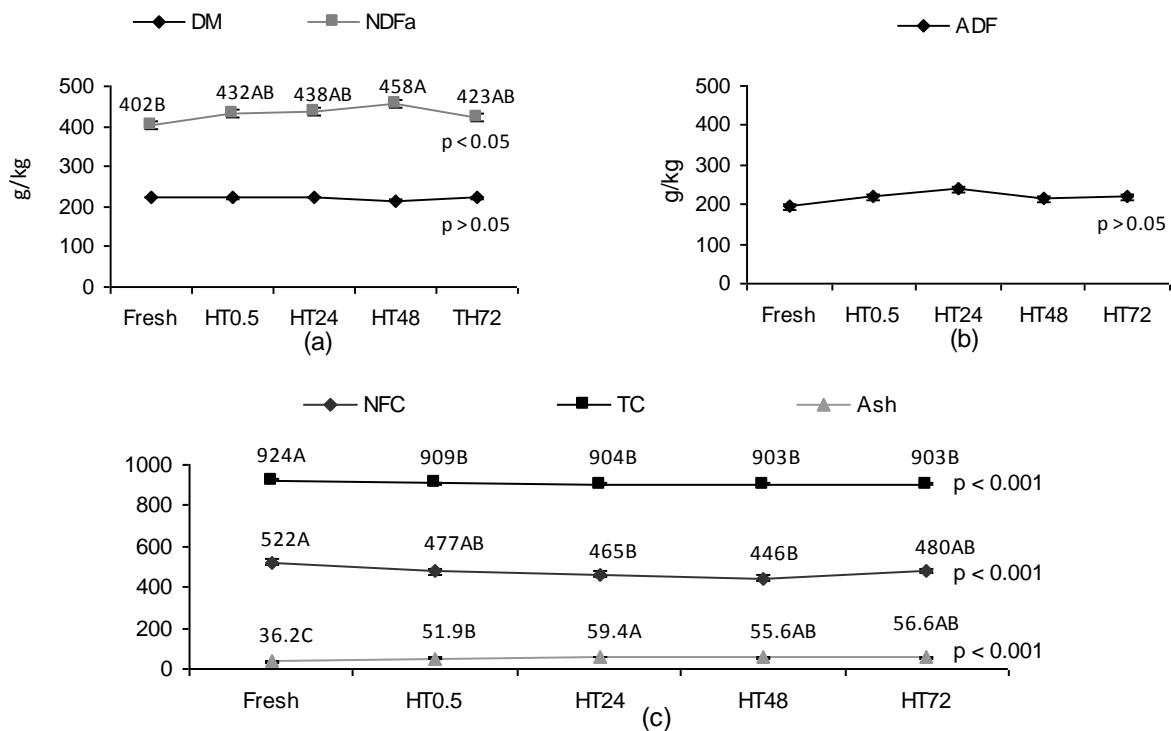 DM NDFa
500
400
300
200
100
0
g/kg
402B 432AB 438AB 458A 423AB
p < 0.05
p > 0.05
Fresh HT0.5 HT24 HT48 TH72
(a)
ADF
500
400
300
200
100
0
g/kg
p > 0.05
Fresh HT0.5 HT24 HT48 HT72
(b)
NFC TC Ash
1000
800
600
400
200
0
924A 909B 904B 903B 903B
p < 0.001
522A 477AB 465B 446B 480AB
p < 0.001
36.2C 51.9B 59.4A 55.6AB 56.6AB
p < 0.001
Fresh HT0.5 HT24 HT48 HT72
(c)